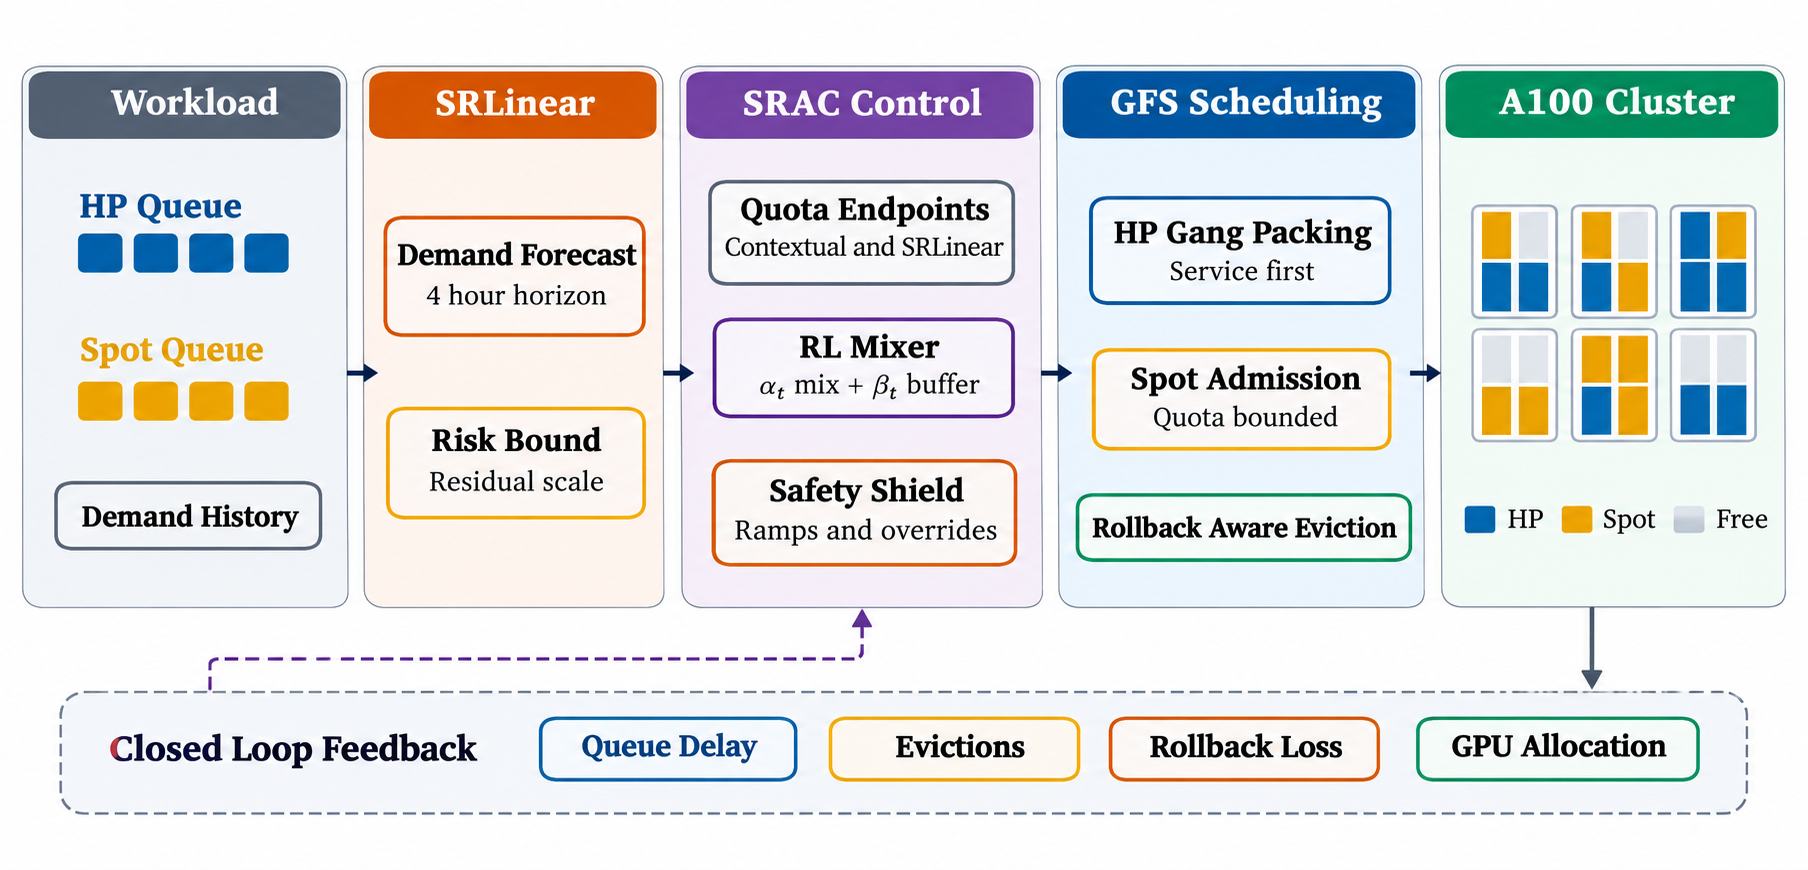 Workload
HP Queue
Spot Queue
Demand History
SRLinear
Demand Forecast
4 hour horizon
Risk Bound
Residual scale
SRAC Control
Quota Endpoints
Contextual and SRLinear
RL Mixer
αₜ mix + βₜ buffer
Safety Shield
Ramps and overrides
GFS Scheduling
HP Gang Packing
Service first
Spot Admission
Quota bounded
Rollback Aware Eviction
A100 Cluster
HP Spot Free
Closed Loop Feedback
Queue Delay
Evictions
Rollback Loss
GPU Allocation